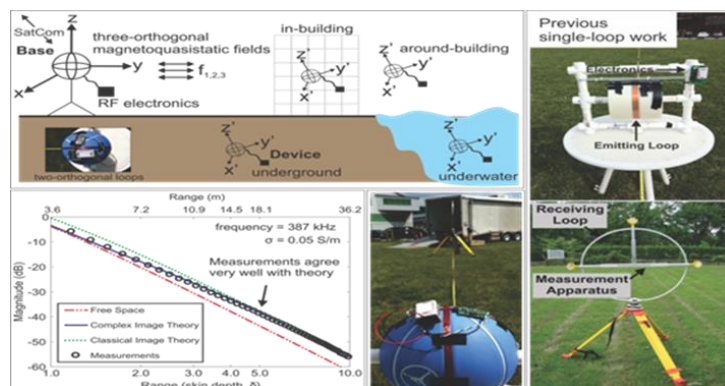 SatCom
Base
z
y
x
three-orthogonal
magnetoquasistatic fields
f1,2,3
RF electronics
in-building
z'
y'
x'
around-building
z'
y'
x'
two-orthogonal loops
z'
y'
x'
Device
underground
z'
y'
x'
underwater
Previous
single-loop work
Electronics
Emitting Loop
Range (m)
3.6
7.2
10.9
14.5
18.1
36.2
Magnitude (dB)
0
-10
-20
-30
-40
-50
-60
frequency = 387 kHz
σ = 0.05 S/m
Measurements agree
very well with theory
Free Space
Complex Image Theory
Classical Image Theory
Measurements
1.0
2.0
3.0
4.0
5.0
10.0
Range (skin depth, δ)
Receiving
Loop
Measurement
Apparatus